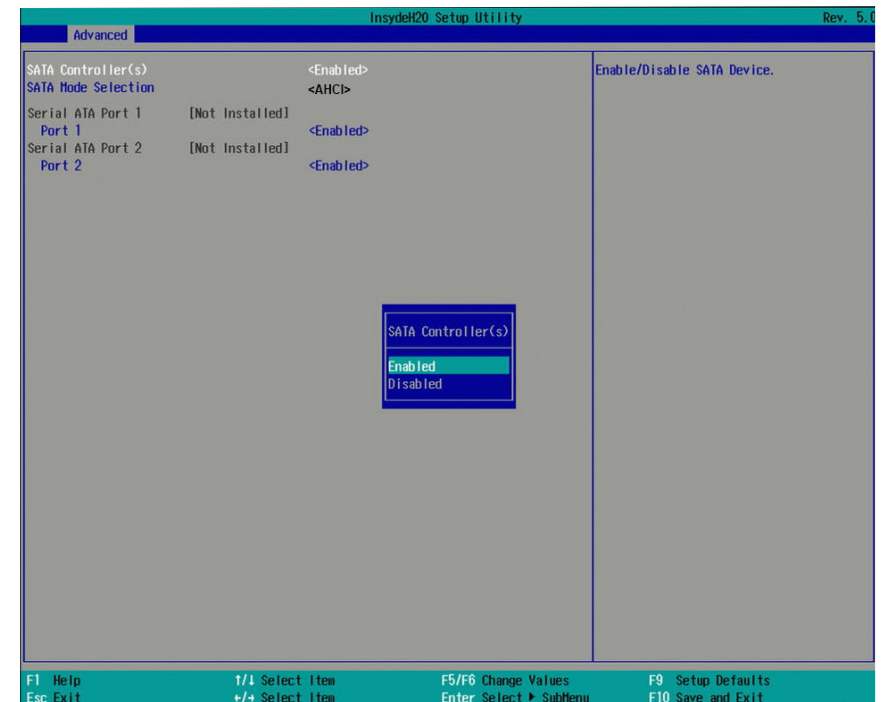 InsydeH20 Setup Utility Rev. 5.0
Advanced
SATA Controller(s) <Enabled> Enable/Disable SATA Device.
SATA Mode Selection <AHCI>
Serial ATA Port 1 [Not Installed]
Port 1 <Enabled>
Serial ATA Port 2 [Not Installed]
Port 2 <Enabled>
SATA Controller(s)
Enabled
Disabled
F1 Help ↑/↓ Select Item F5/F6 Change Values F9 Setup Defaults
Esc Exit ←/→ Select Item Enter Select ▶ SubMenu F10 Save and Exit